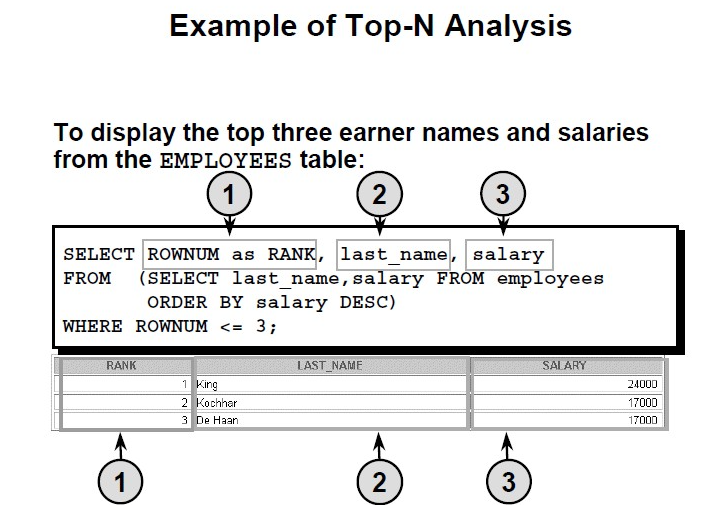 Example of Top-N Analysis
To display the top three earner names and salaries
from the EMPLOYEES table:
1 2 3
SELECT ROWNUM as RANK, last_name, salary
FROM (SELECT last_name,salary FROM employees
ORDER BY salary DESC)
WHERE ROWNUM <= 3;
RANK LAST_NAME SALARY
1 King 24000
2 Kochhar 17000
3 De Haan 17000
1 2 3